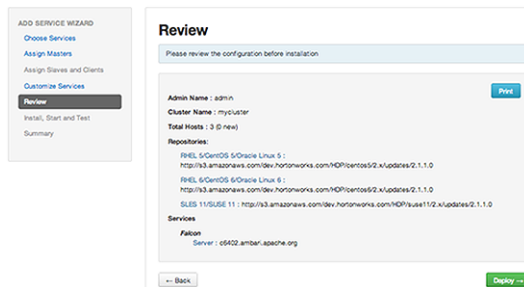 ADD SERVICE WIZARD
Choose Services
Assign Masters
Assign Slaves and Clients
Customize Services
Review
Install, Start and Test
Summary
Review
Please review the configuration before installation
Print
Admin Name : admin
Cluster Name : mycluster
Total Hosts : 3 (0 new)
Repositories:
RHEL 5/CentOS 5/Oracle Linux 5 :
http://s3.amazonaws.com/dev.hortonworks.com/HDP/centos5/2.x/updates/2.1.1.0
RHEL 6/CentOS 6/Oracle Linux 6 :
http://s3.amazonaws.com/dev.hortonworks.com/HDP/centos6/2.x/updates/2.1.1.0
SLES 11/SUSE 11 : http://s3.amazonaws.com/dev.hortonworks.com/HDP/suse11/2.x/updates/2.1.1.0
Services
Falcon
Server : c6402.ambari.apache.org
← Back
Deploy →